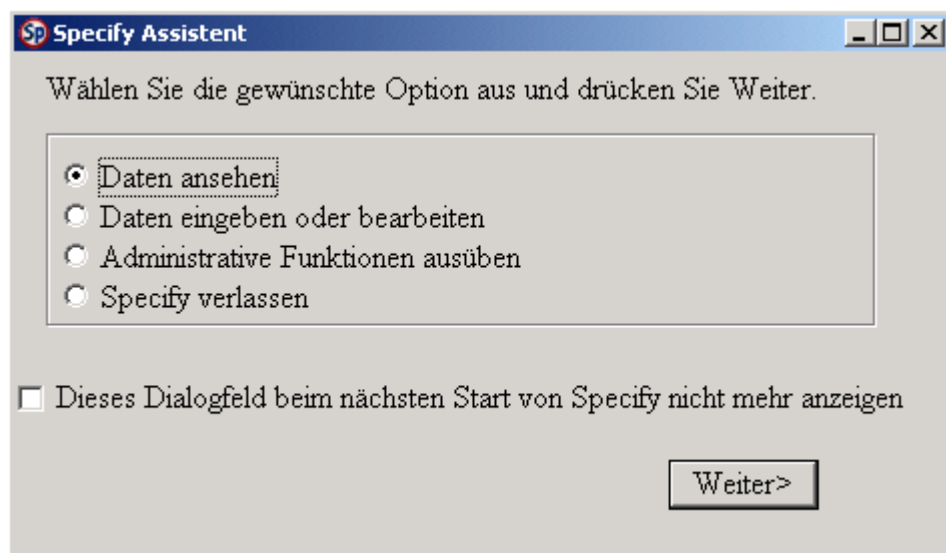 Sp Specify Assistent
Wählen Sie die gewünschte Option aus und drücken Sie Weiter.
Daten ansehen
Daten eingeben oder bearbeiten
Administrative Funktionen ausüben
Specify verlassen
Dieses Dialogfeld beim nächsten Start von Specify nicht mehr anzeigen
Weiter>